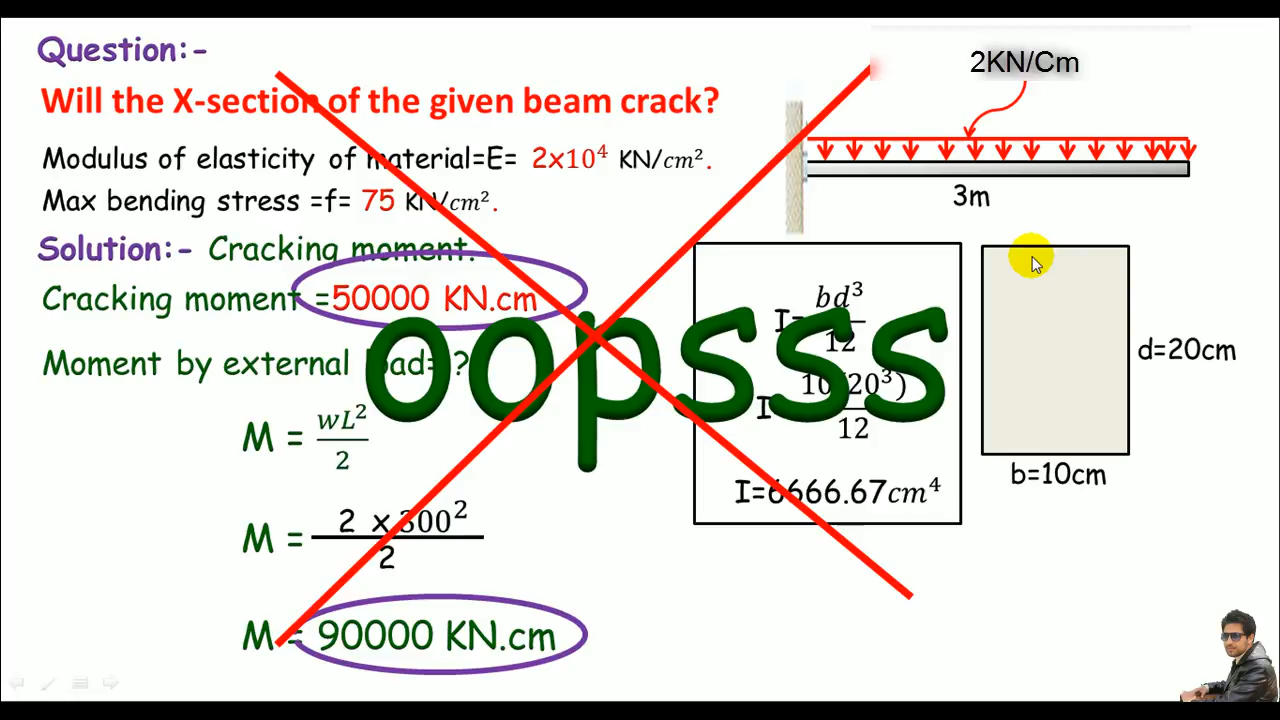 Question:-
2KN/Cm
Will the X-section of the given beam crack?
Modulus of elasticity of material=E= 2x10⁴ KN/cm².
Max bending stress =f= 75 KN/cm².
3m
Solution:- Cracking moment.
Cracking moment =50000 KN.cm
I=bd³/12
d=20cm
Moment by external load= ?
oopsss
I=10(20³)/12
M = wL²/2
b=10cm
I=6666.67cm⁴
M = 2 x 300²/2
M = 90000 KN.cm